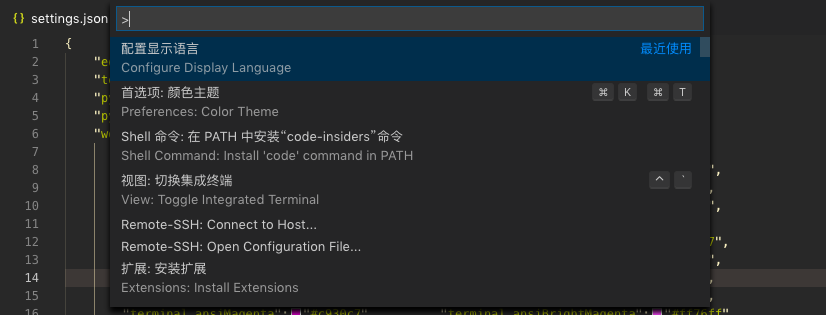 {} settings.json
>
配置显示语言 最近使用
Configure Display Language
首选项: 颜色主题 ⌘ K ⌘ T
Preferences: Color Theme
Shell 命令: 在 PATH 中安装“code-insiders”命令
Shell Command: Install 'code' command in PATH
视图: 切换集成终端 ^ `
View: Toggle Integrated Terminal
Remote-SSH: Connect to Host...
Remote-SSH: Open Configuration File...
扩展: 安装扩展
Extensions: Install Extensions
1 {
2 "e
3 "t
4 "p
5 "p
6 "w
7
8 ",
9 ,
10 ",
11
12 7",
13 ",
14 ,
15 ,
16 "terminal.ansiMagenta": "#c930c7", "terminal.ansiBrightMagenta": "#ff76ff"